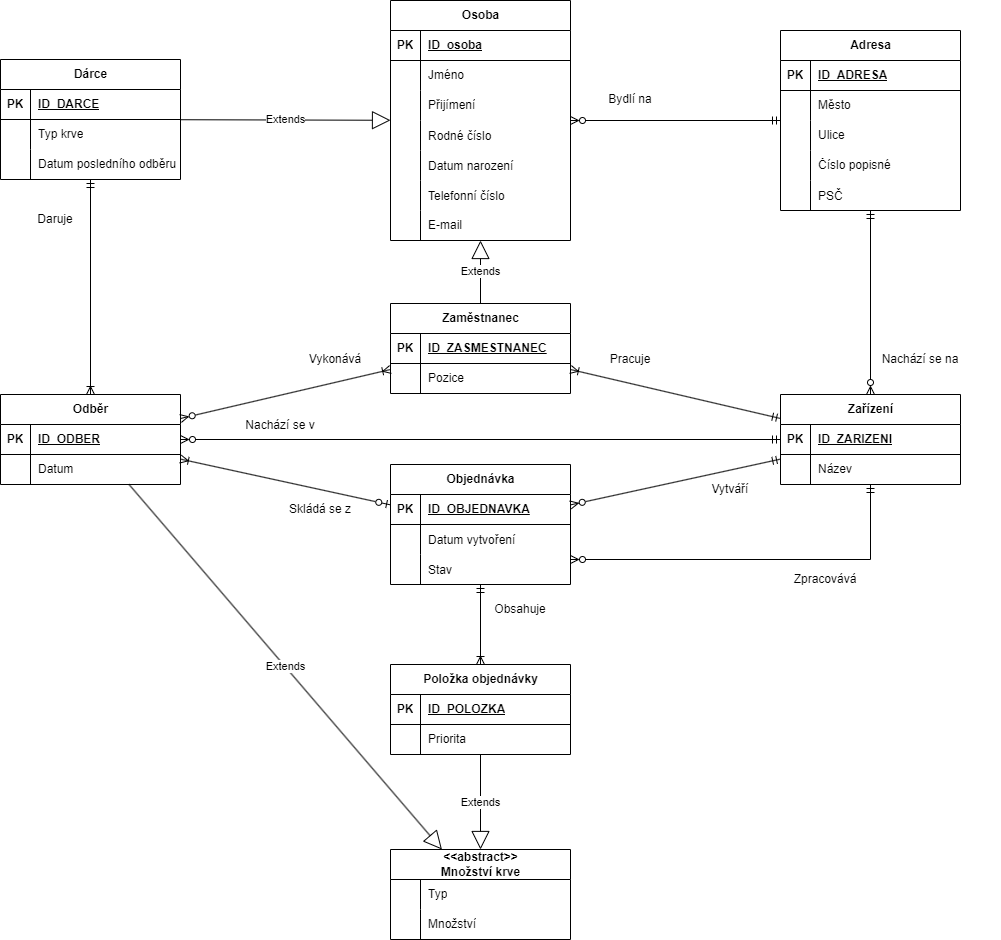 Osoba
PK ID_osoba
Jméno
Přijímení
Rodné číslo
Datum narození
Telefonní číslo
E-mail
Adresa
PK ID_ADRESA
Město
Ulice
Číslo popisné
PSČ
Dárce
PK ID_DARCE
Typ krve
Datum posledního odběru
Extends
Bydlí na
Daruje
Extends
Zaměstnanec
PK ID_ZASMESTNANEC
Pozice
Vykonává
Pracuje
Nachází se na
Odběr
PK ID_ODBER
Datum
Nachází se v
Zařízení
PK ID_ZARIZENI
Název
Objednávka
PK ID_OBJEDNAVKA
Datum vytvoření
Stav
Skládá se z
Vytváří
Zpracovává
Obsahuje
Extends
Položka objednávky
PK ID_POLOZKA
Priorita
Extends
<<abstract>>
Množství krve
Typ
Množství